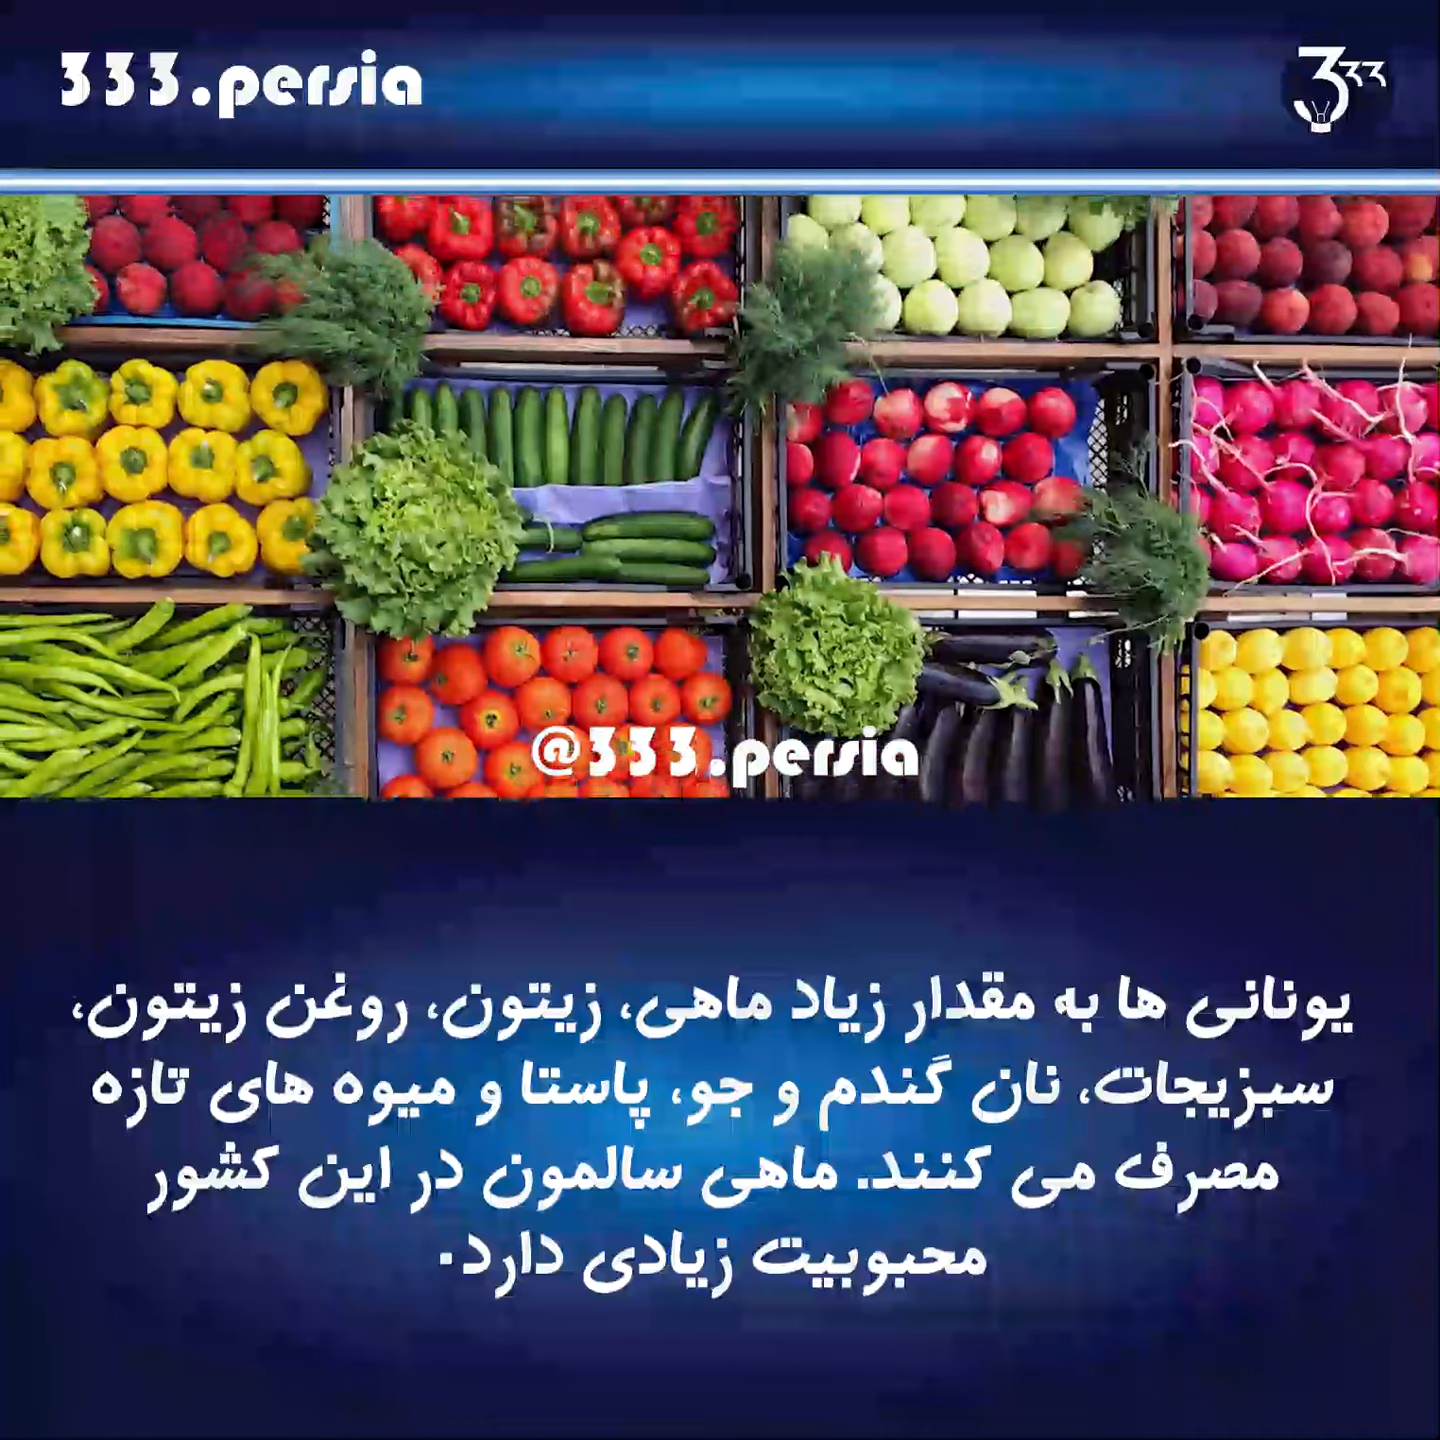 333.persia
333
@333.persia
یونانی ها به مقدار زیاد ماهی، زیتون، روغن زیتون،
سبزیجات، نان گندم و جو، پاستا و میوه های تازه
مصرف می کنند. ماهی سالمون در این کشور
محبوبیت زیادی دارد.